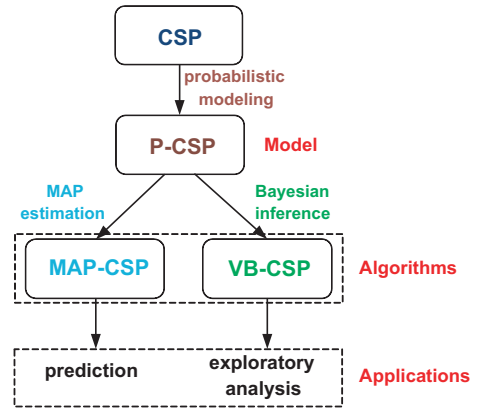 CSP
probabilistic
modeling
P-CSP
Model
MAP
estimation
Bayesian
inference
MAP-CSP
VB-CSP
Algorithms
prediction
exploratory
analysis
Applications